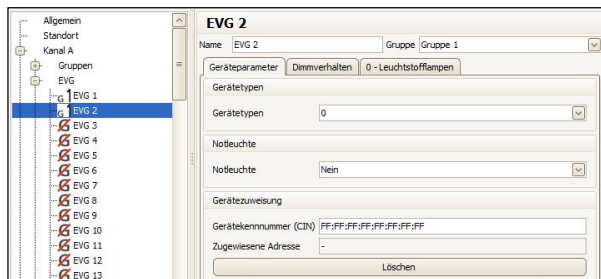 Allgemein
Standort
Kanal A
Gruppen
EVG
G 1 EVG 1
G 1 EVG 2
G EVG 3
G EVG 4
G EVG 5
G EVG 6
G EVG 7
G EVG 8
G EVG 9
G EVG 10
G EVG 11
G EVG 12
G EVG 13
EVG 2
Name EVG 2 Gruppe Gruppe 1
Geräteparameter Dimmverhalten 0 - Leuchtstofflampen
Gerätetypen
Gerätetypen 0
Notleuchte
Notleuchte Nein
Gerätezuweisung
Gerätekennnummer (CIN) FF:FF:FF:FF:FF:FF:FF:FF
Zugewiesene Adresse -
Löschen